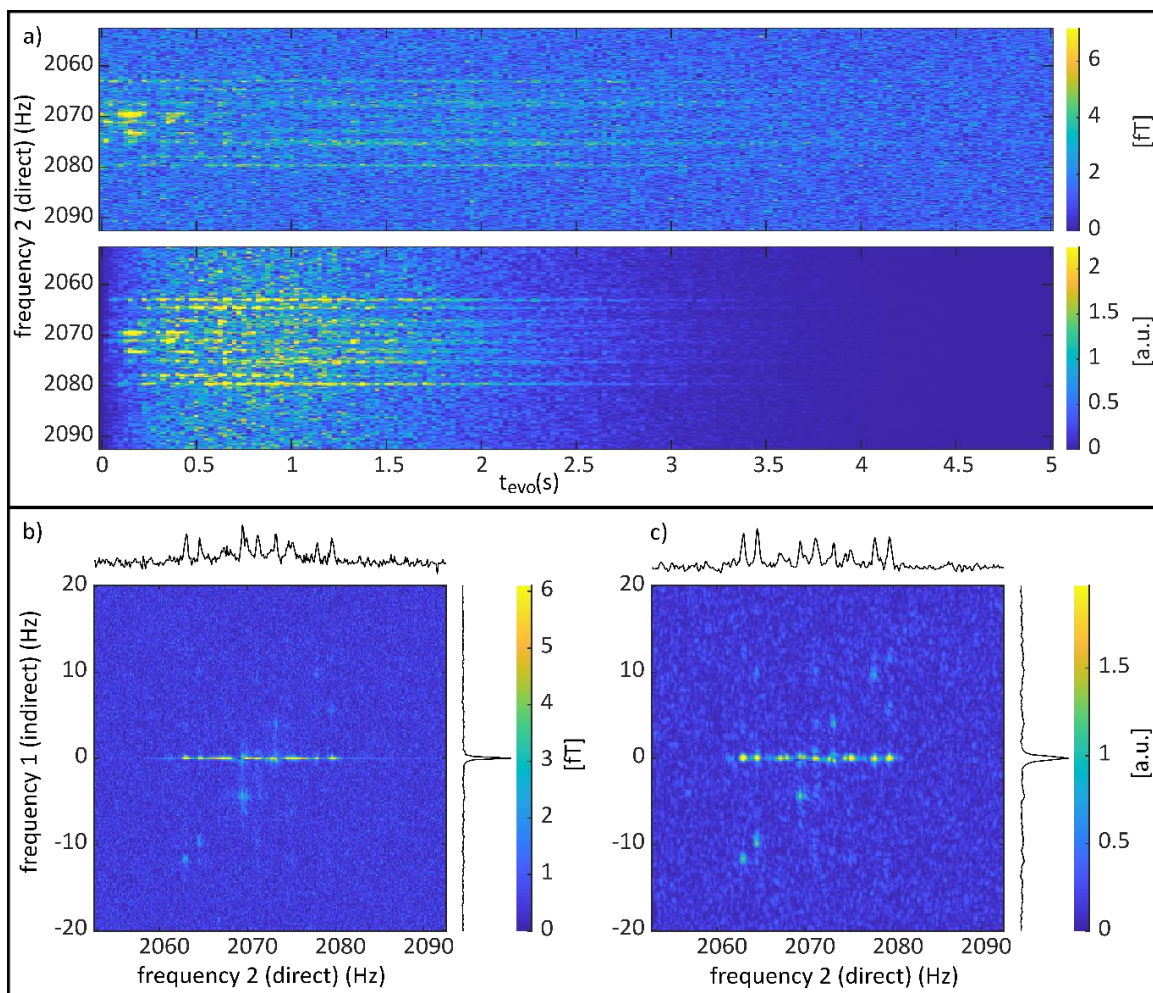 a)
frequency 2 (direct) (Hz)
2060
2070
2080
2090
6
4
2
0
[fT]
2060
2070
2080
2090
2
1.5
1
0.5
0
[a.u.]
0 0.5 1 1.5 2 2.5 3 3.5 4 4.5 5
tevo(s)
b)
frequency 1 (indirect) (Hz)
20
10
0
-10
-20
2060 2070 2080 2090
frequency 2 (direct) (Hz)
6
5
4
3
2
1
0
[fT]
c)
20
10
0
-10
-20
2060 2070 2080 2090
frequency 2 (direct) (Hz)
1.5
1
0.5
0
[a.u.]